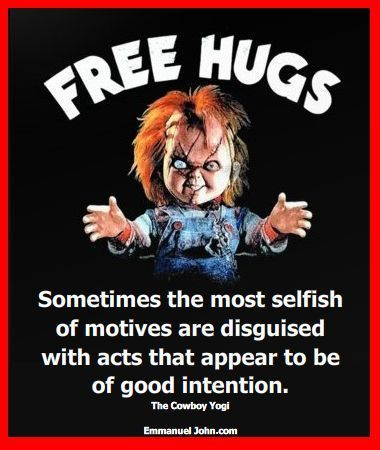 FREE HUGS
Sometimes the most selfish
of motives are disguised
with acts that appear to be
of good intention.
The Cowboy Yogi
Emmanuel John.com